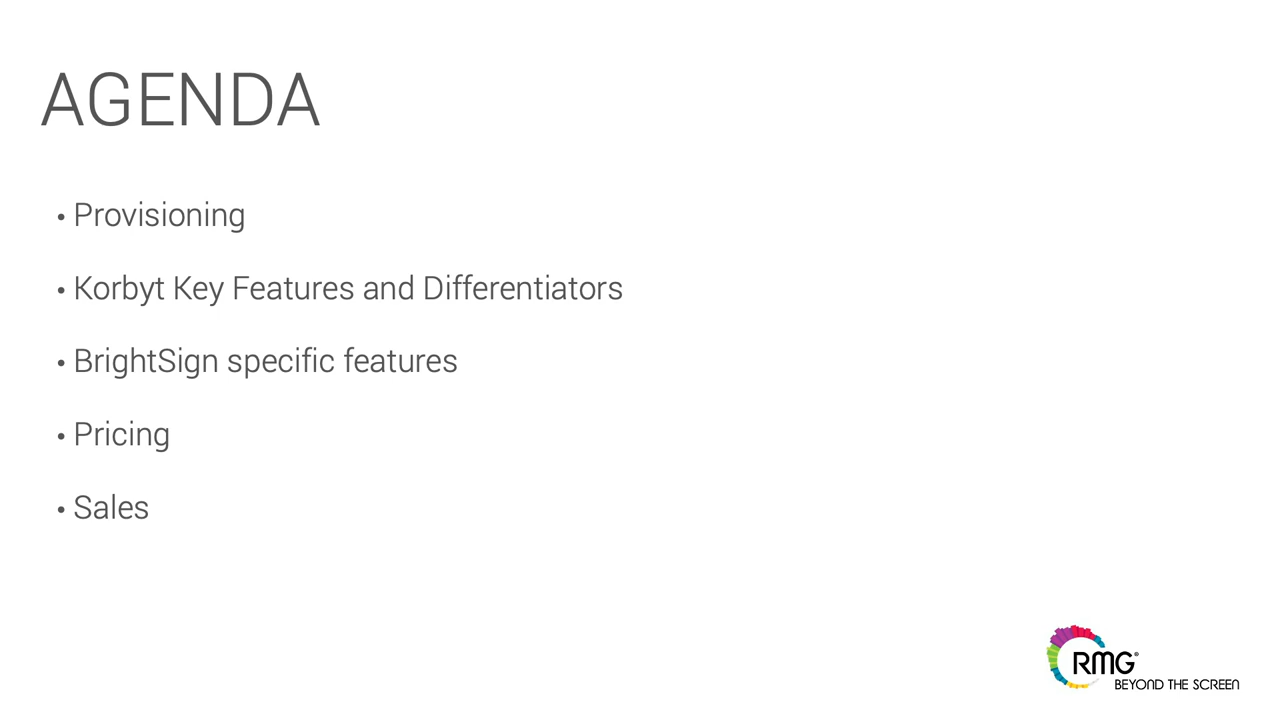 AGENDA
• Provisioning
• Korbyt Key Features and Differentiators
• BrightSign specific features
• Pricing
• Sales
RMG®
BEYOND THE SCREEN